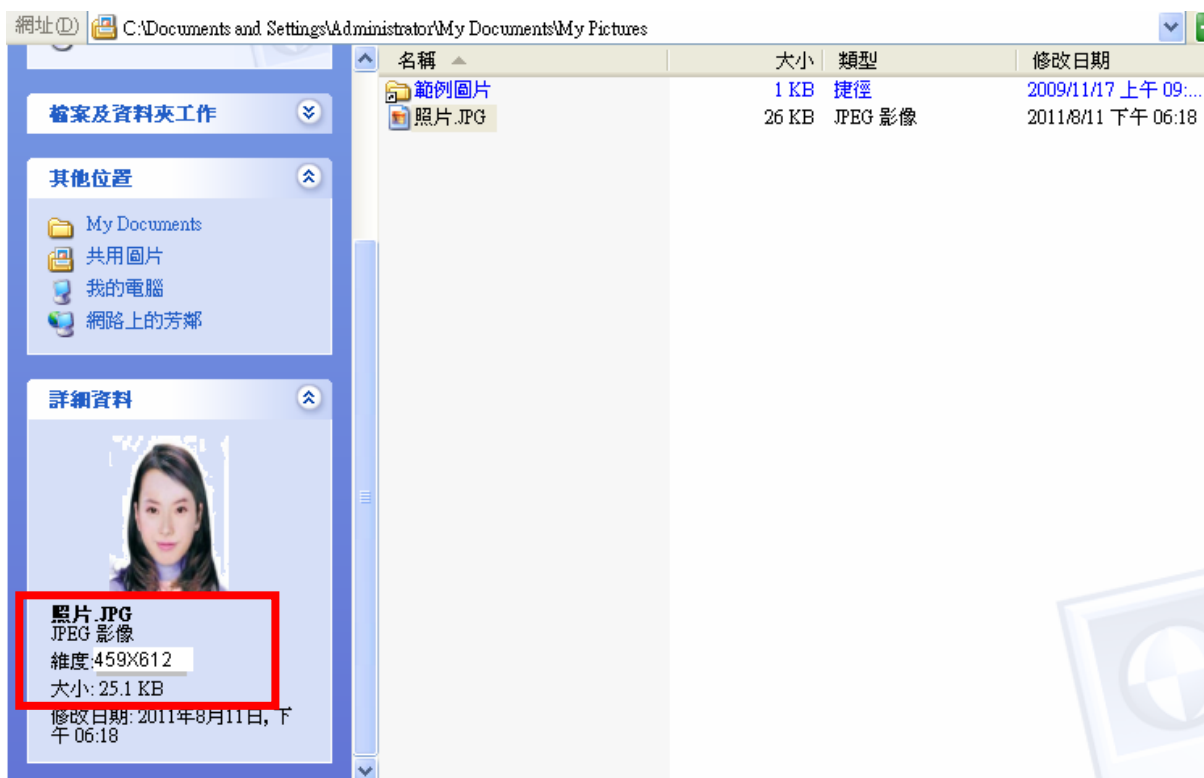 網址(D) C:\Documents and Settings\Administrator\My Documents\My Pictures
名稱 大小 類型 修改日期
範例圖片 1 KB 捷徑 2009/11/17 上午 09:...
照片.JPG 26 KB JPEG 影像 2011/8/11 下午 06:18
檔案及資料夾工作
其他位置
My Documents
共用圖片
我的電腦
網路上的芳鄰
詳細資料
照片.JPG
JPEG 影像
維度:459X612
大小: 25.1 KB
修改日期: 2011年8月11日, 下
午 06:18